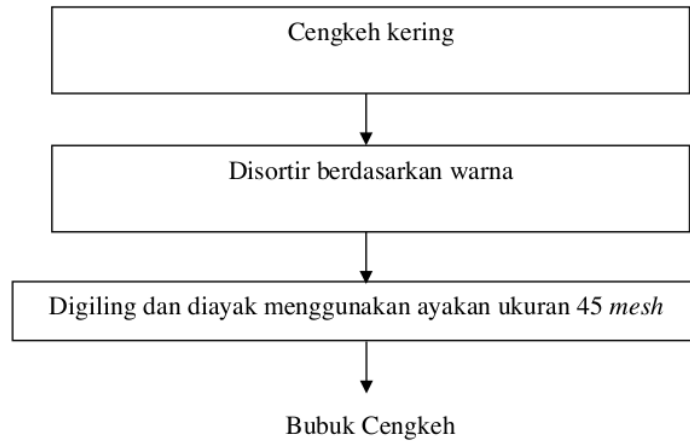 Cengkeh kering
Disortir berdasarkan warna
Digiling dan diayak menggunakan ayakan ukuran 45 mesh
Bubuk Cengkeh